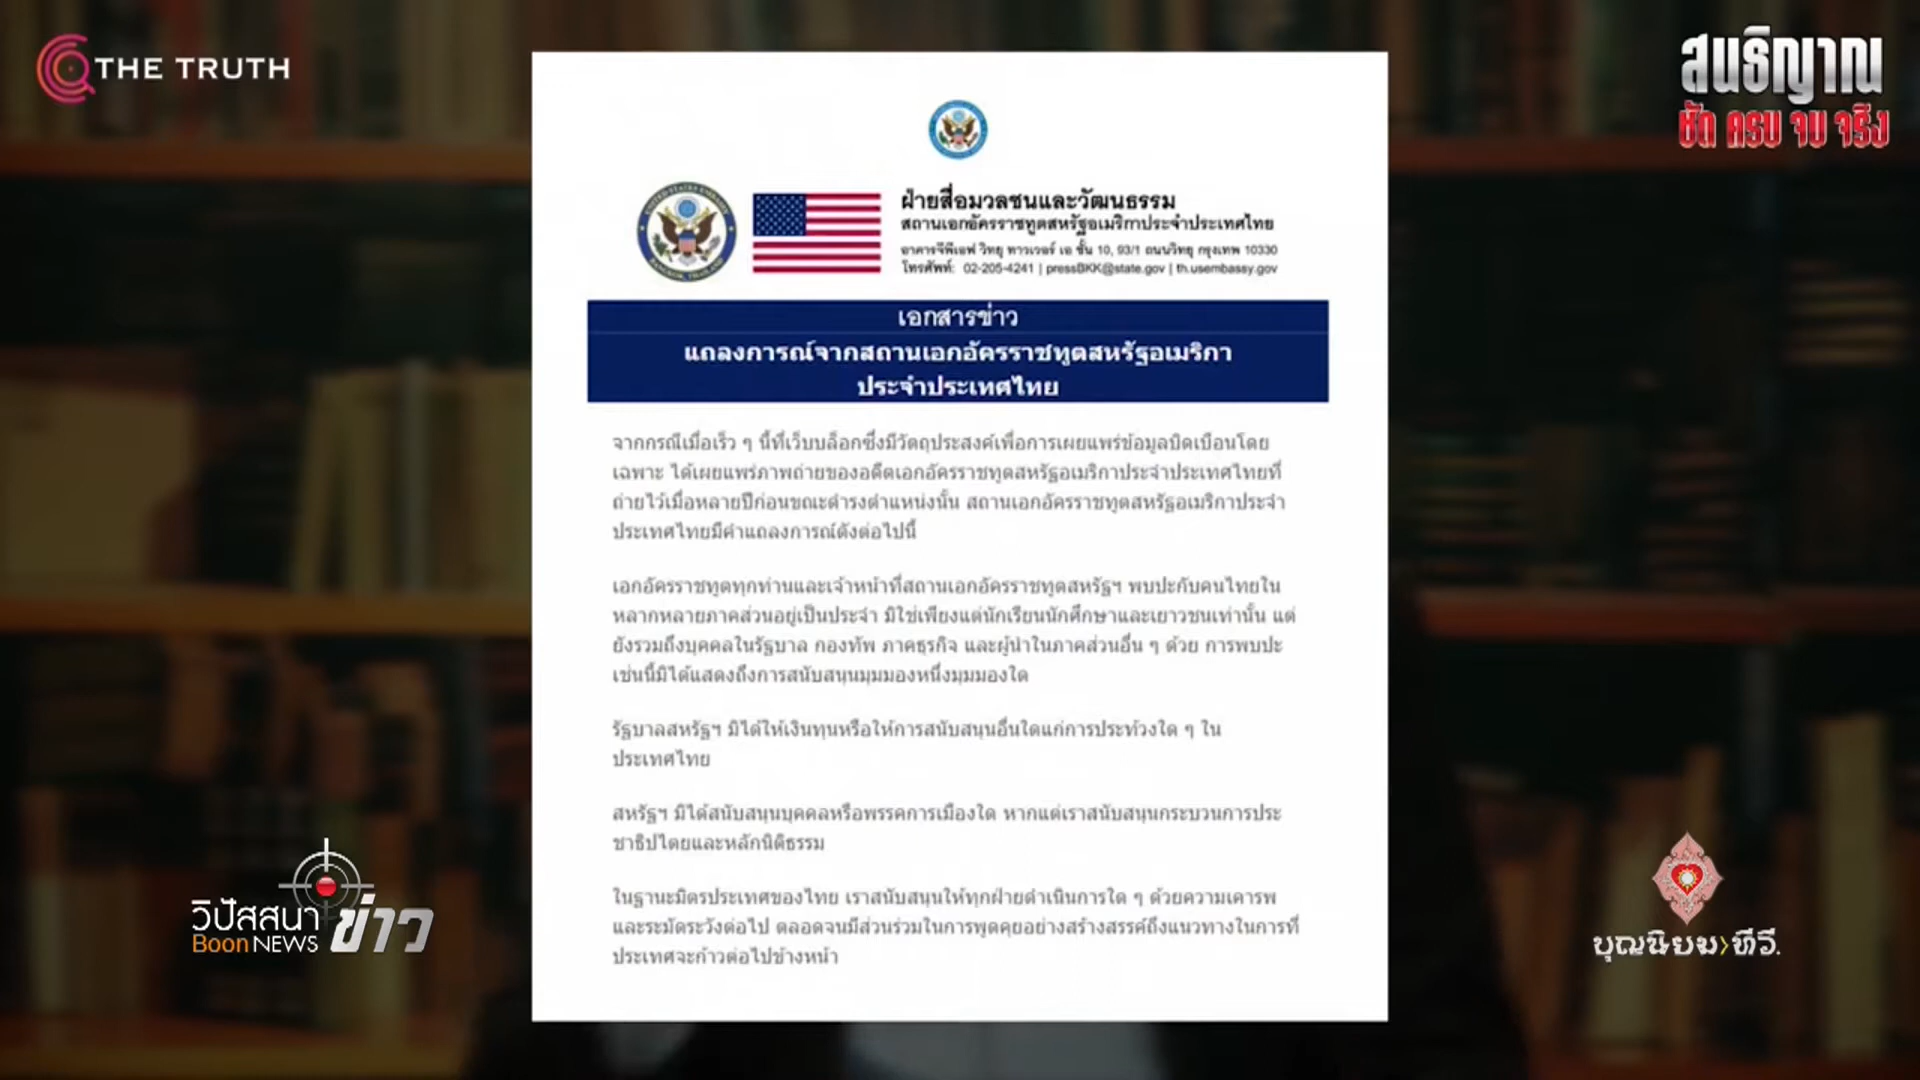 THE TRUTH
สนธิญาณ
ชัด ครบ จบ จริง
ฝ่ายสื่อมวลชนและวัฒนธรรม
สถานเอกอัครราชทูตสหรัฐอเมริกาประจำประเทศไทย
อาคารจีพีเอฟ วิทยุ ทาวเวอร์ เอ ชั้น 10, 93/1 ถนนวิทยุ กรุงเทพ 10330
โทรศัพท์: 02-205-4241 | pressBKK@state.gov | th.usembassy.gov
เอกสารข่าว
แถลงการณ์จากสถานเอกอัครราชทูตสหรัฐอเมริกา
ประจำประเทศไทย
จากกรณีเมื่อเร็ว ๆ นี้ที่เว็บบล็อกซึ่งมีวัตถุประสงค์เพื่อการเผยแพร่ข้อมูลบิดเบือนโดย
เฉพาะ ได้เผยแพร่ภาพถ่ายของอดีตเอกอัครราชทูตสหรัฐอเมริกาประจำประเทศไทยที่
ถ่ายไว้เมื่อหลายปีก่อนขณะดำรงตำแหน่งนั้น สถานเอกอัครราชทูตสหรัฐอเมริกาประจำ
ประเทศไทยมีคำแถลงการณ์ดังต่อไปนี้
เอกอัครราชทูตทุกท่านและเจ้าหน้าที่สถานเอกอัครราชทูตสหรัฐฯ พบปะกับคนไทยใน
หลากหลายภาคส่วนอยู่เป็นประจำ มิใช่เพียงแต่นักเรียนนักศึกษาและเยาวชนเท่านั้น แต่
ยังรวมถึงบุคคลในรัฐบาล กองทัพ ภาคธุรกิจ และผู้นำในภาคส่วนอื่น ๆ ด้วย การพบปะ
เช่นนี้มิได้แสดงถึงการสนับสนุนมุมมองหนึ่งมุมมองใด
รัฐบาลสหรัฐฯ มิได้ให้เงินทุนหรือให้การสนับสนุนอื่นใดแก่การประท้วงใด ๆ ใน
ประเทศไทย
สหรัฐฯ มิได้สนับสนุนบุคคลหรือพรรคการเมืองใด หากแต่เราสนับสนุนกระบวนการประ
ชาธิปไตยและหลักนิติธรรม
ในฐานะมิตรประเทศของไทย เราสนับสนุนให้ทุกฝ่ายดำเนินการใด ๆ ด้วยความเคารพ
และระมัดระวังต่อไป ตลอดจนมีส่วนร่วมในการพูดคุยอย่างสร้างสรรค์ถึงแนวทางในการที่
ประเทศจะก้าวต่อไปข้างหน้า
วิปัสสนา ข่าว
Boon NEWS
บุญนิยม>ทีวี.